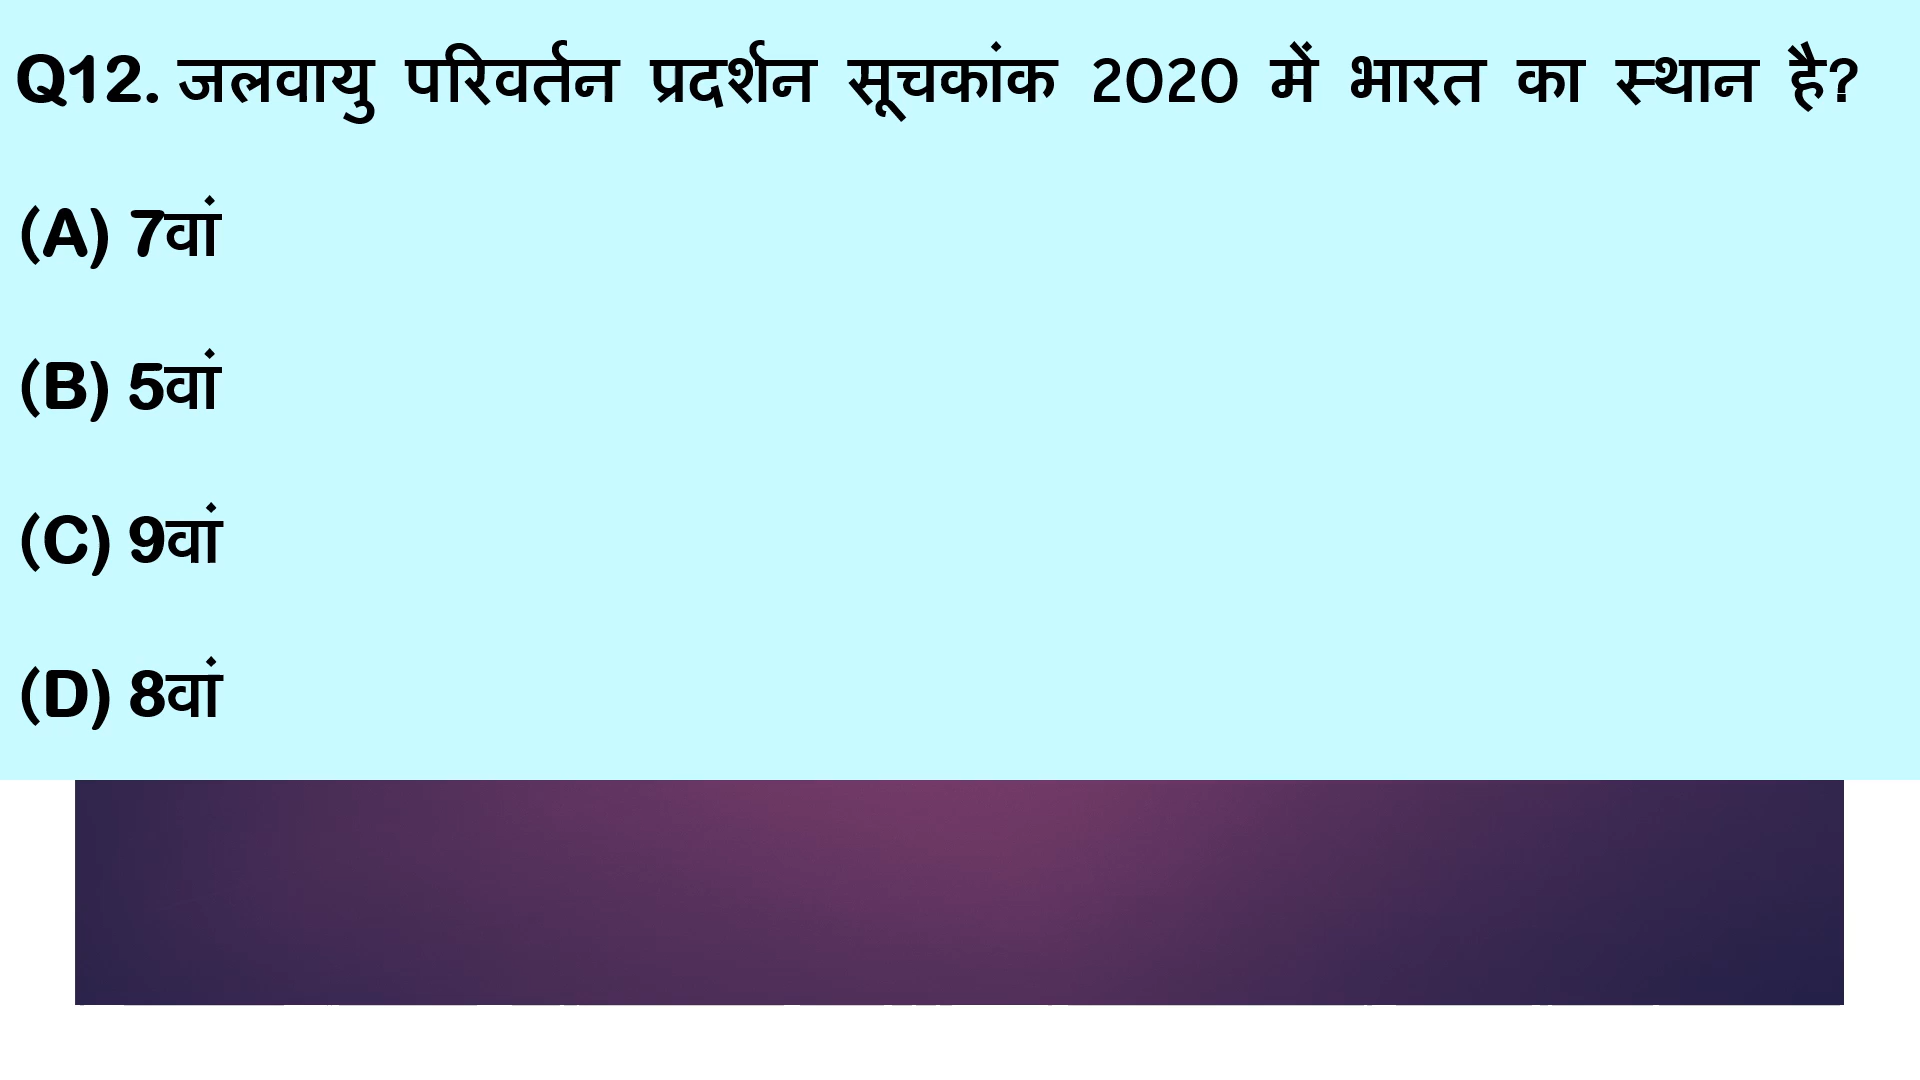 Q12. जलवायु परिवर्तन प्रदर्शन सूचकांक 2020 में भारत का स्थान है?
(A) 7वां
(B) 5वां
(C) 9वां
(D) 8वां